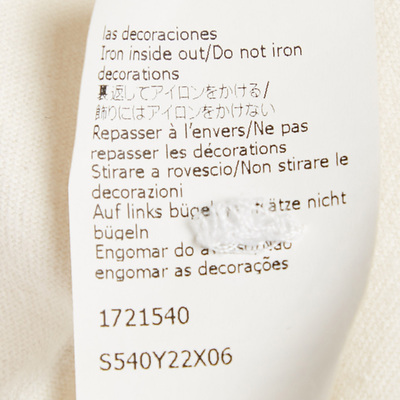 las decoraciones
Iron inside out/Do not iron
decorations
裏返してアイロンをかける/
飾りにはアイロンをかけない
Repasser à l'envers/Ne pas
repasser les décorations
Stirare a rovescio/Non stirare le
decorazioni
Auf links nicht
bügeln
Engomar do
engomar as decorações
1721540
S540Y22X06